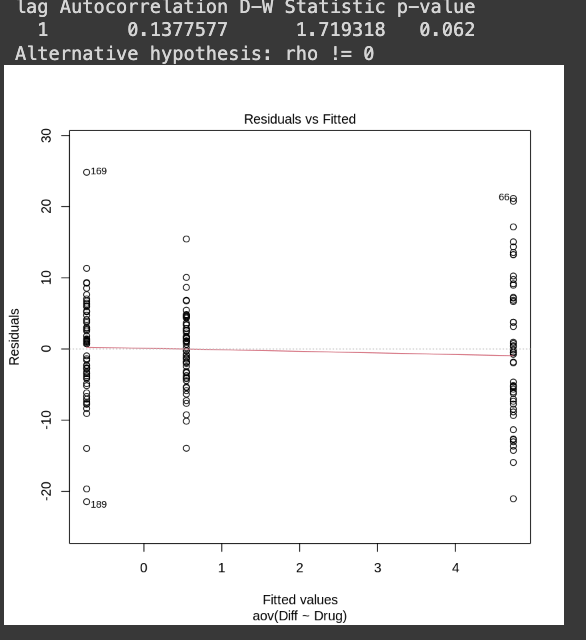 lag Autocorrelation D-W Statistic p-value
1 0.1377577 1.719318 0.062
Alternative hypothesis: rho != 0
Residuals vs Fitted
30
20
10
0
-10
-20
Residuals
169
66
189
0 1 2 3 4
Fitted values
aov(Diff ~ Drug)